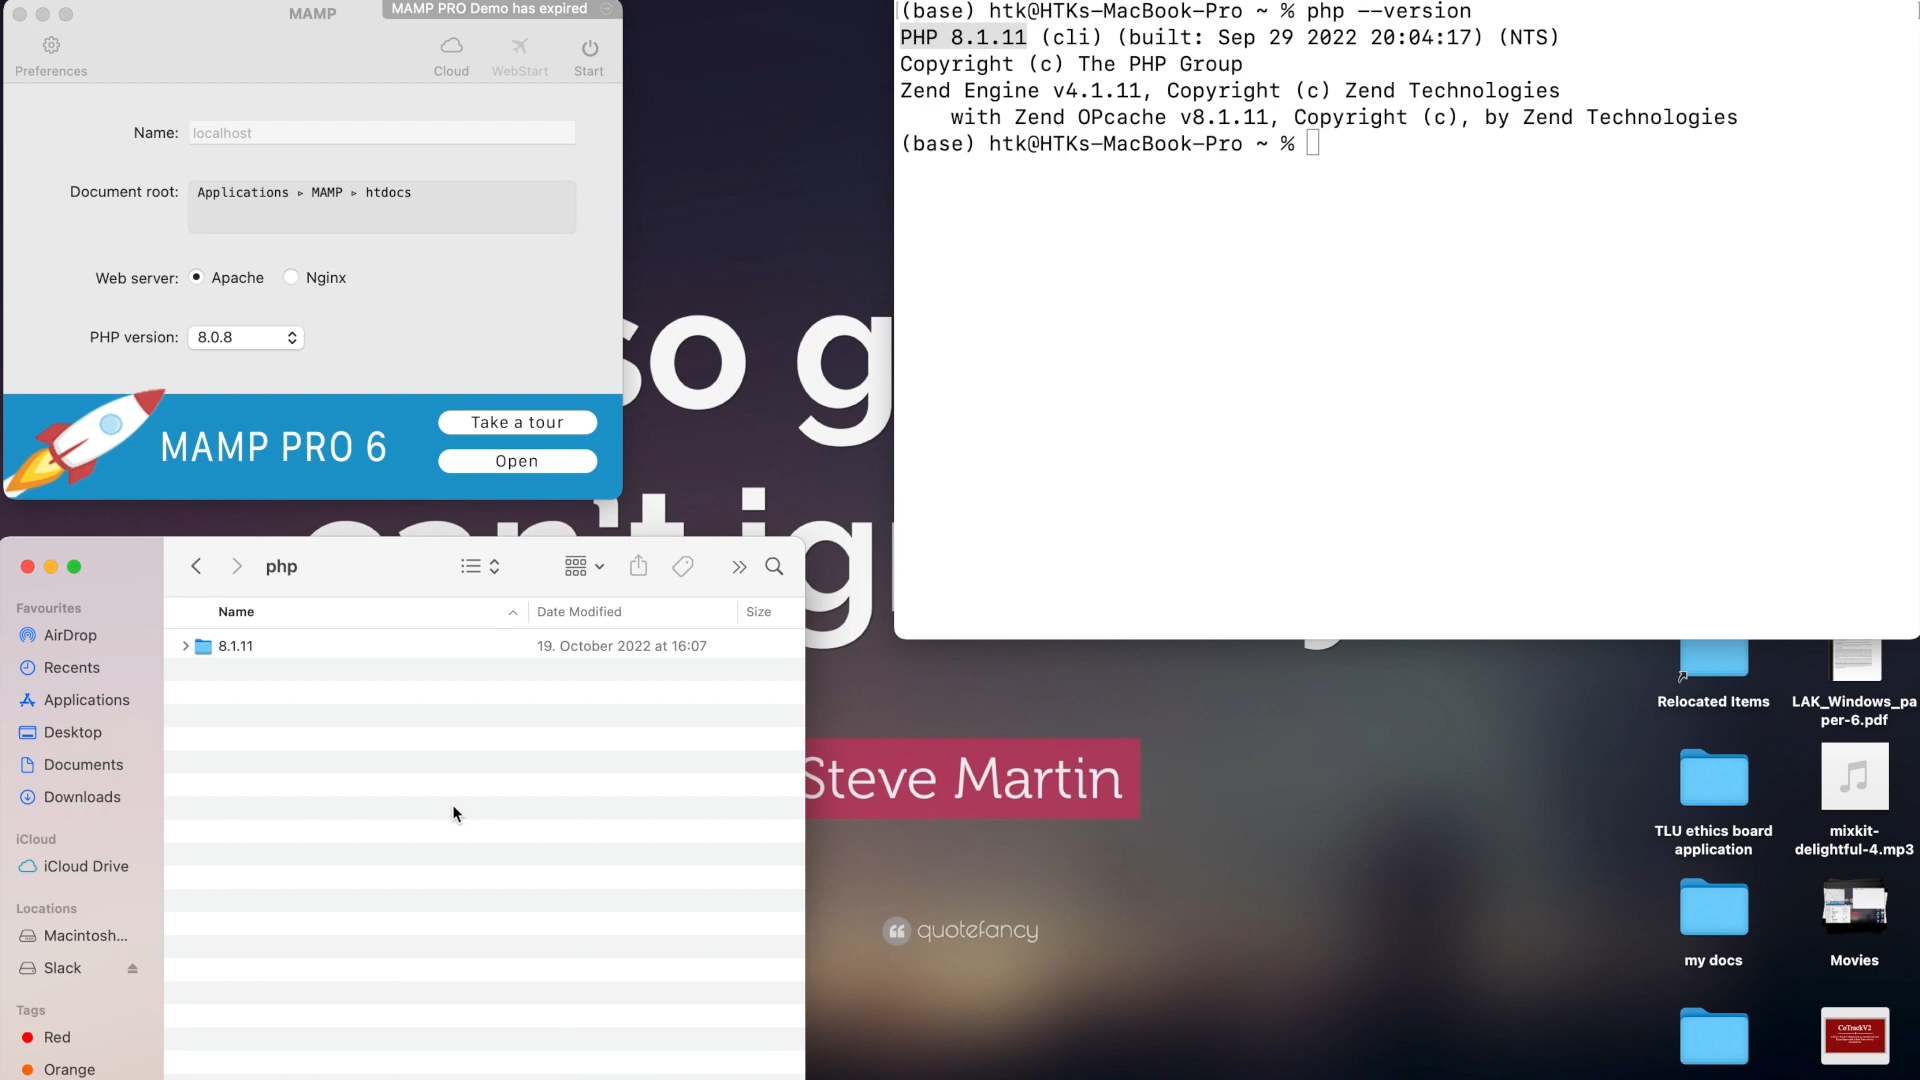 MAMP
MAMP PRO Demo has expired
Preferences
Cloud
WebStart
Start
Name: localhost
Document root: Applications ▹ MAMP ▹ htdocs
Web server: Apache Nginx
PHP version: 8.0.8
MAMP PRO 6
Take a tour
Open
(base) htk@HTKs-MacBook-Pro ~ % php --version
PHP 8.1.11 (cli) (built: Sep 29 2022 20:04:17) (NTS)
Copyright (c) The PHP Group
Zend Engine v4.1.11, Copyright (c) Zend Technologies
with Zend OPcache v8.1.11, Copyright (c), by Zend Technologies
(base) htk@HTKs-MacBook-Pro ~ %
so g
can't ig
Steve Martin
quotefancy
php
Name
Date Modified
Size
8.1.11
19. October 2022 at 16:07
Favourites
AirDrop
Recents
Applications
Desktop
Documents
Downloads
iCloud
iCloud Drive
Locations
Macintosh...
Slack
Tags
Red
Orange
Relocated Items
LAK_Windows_pa
per-6.pdf
TLU ethics board
application
mixkit-
delightful-4.mp3
my docs
Movies
CoTrackV2